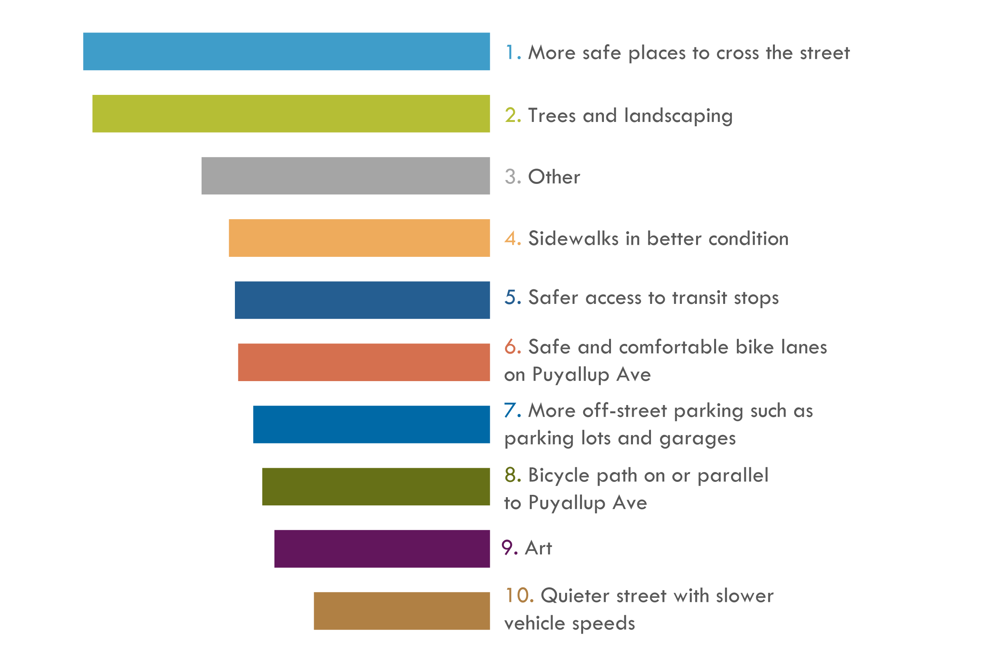 1. More safe places to cross the street
2. Trees and landscaping
3. Other
4. Sidewalks in better condition
5. Safer access to transit stops
6. Safe and comfortable bike lanes
on Puyallup Ave
7. More off-street parking such as
parking lots and garages
8. Bicycle path on or parallel
to Puyallup Ave
9. Art
10. Quieter street with slower
vehicle speeds